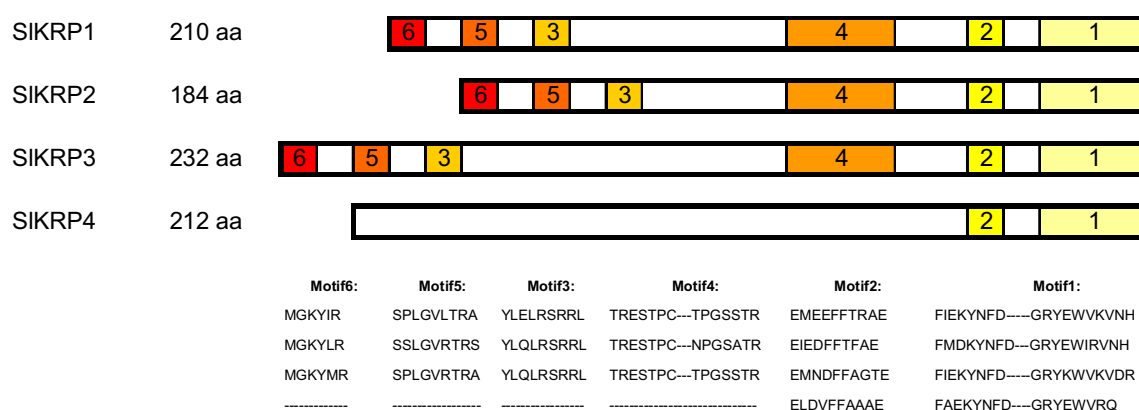 SlKRP1 210 aa 6 5 3 4 2 1
SlKRP2 184 aa 6 5 3 4 2 1
SlKRP3 232 aa 6 5 3 4 2 1
SlKRP4 212 aa 2 1
Motif6: Motif5: Motif3: Motif4: Motif2: Motif1:
MGKYIR SPLGVLTRA YLELRSRRL TRESTPC---TPGSSTR EMEEFFTRAE FIEKYNFD-----GRYEWVKVNH
MGKYLR SSLGVRTRS YLQLRSRRL TRESTPC---NPGSATR EIEDFFTFAE FMDKYNFD---GRYEWIRVNH
MGKYMR SPLGVRTRA YLQLRSRRL TRESTPC---TPGSSTR EMNDFFAGTE FIEKYNFD----GRYKWVKVDR
------------- ------------------ ----------------- ------------------------------ ELDVFFAAAE FAEKYNFD----GRYEWVRQ